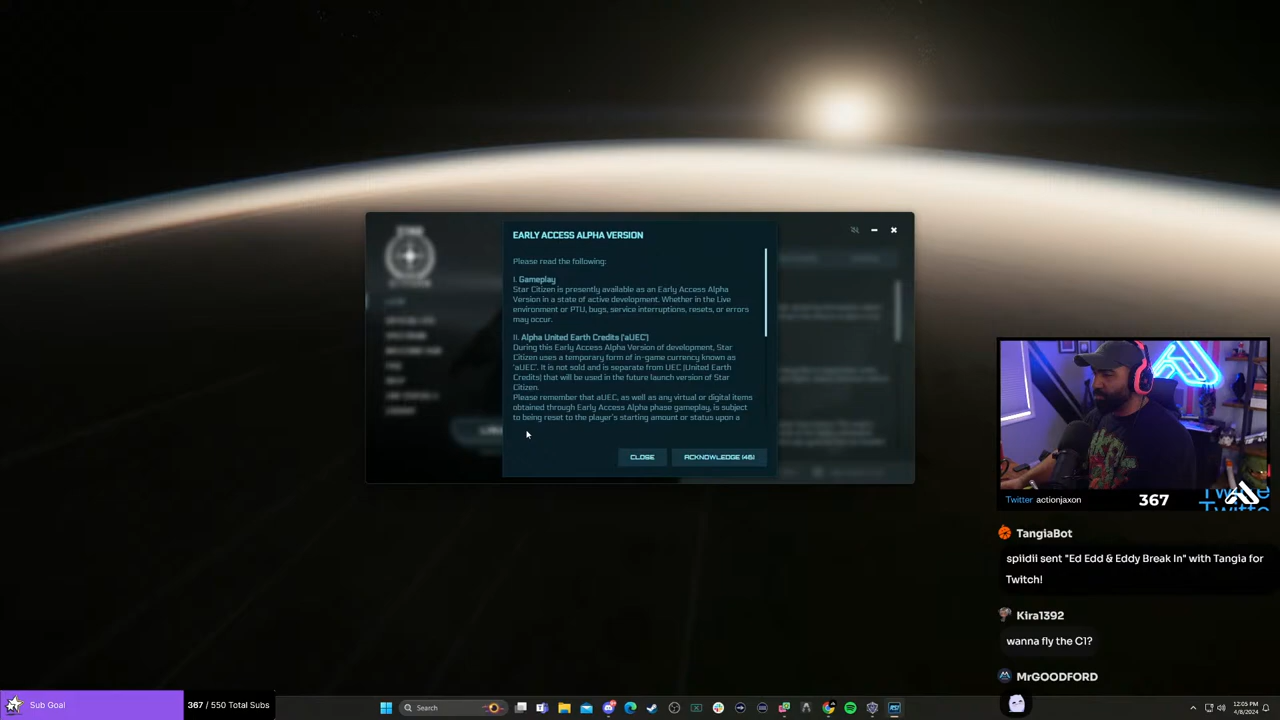 EARLY ACCESS ALPHA VERSION
Please read the following:
I. Gameplay
Star Citizen is presently available as an Early Access Alpha
Version in a state of active development. Whether in the Live
environment or PTU, bugs, service interruptions, resets, or errors
may occur.
II. Alpha United Earth Credits ('aUEC')
During this Early Access Alpha Version of development, Star
Citizen uses a temporary form of in-game currency known as
'aUEC'. It is not sold and is separate from UEC (United Earth
Credits) that will be used in the future launch version of Star
Citizen.
Please remember that aUEC, as well as any virtual or digital items
obtained through Early Access Alpha phase gameplay, is subject
to being reset to the player's starting amount or status upon a
CLOSE
ACKNOWLEDGE (46)
Twitter actionjaxon
367
TangiaBot
spiidii sent "Ed Edd & Eddy Break In" with Tangia for
Twitch!
Kira1392
wanna fly the C1?
MrGOODFORD
Sub Goal
367 / 550 Total Subs
Search
RSI
12:05 PM
4/8/2024